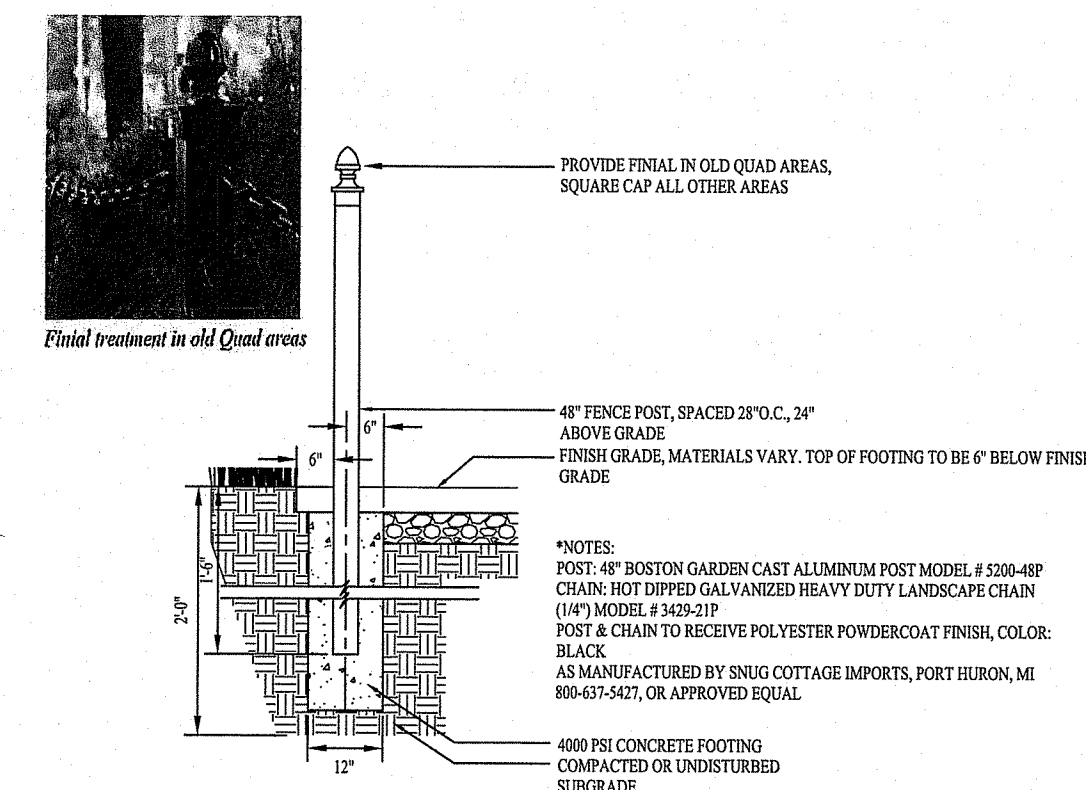 Finial treatment in old Quad areas
PROVIDE FINIAL IN OLD QUAD AREAS,
SQUARE CAP ALL OTHER AREAS
48" FENCE POST, SPACED 28"O.C., 24"
ABOVE GRADE
6"
6"
FINISH GRADE, MATERIALS VARY. TOP OF FOOTING TO BE 6" BELOW FINISH
GRADE
1'-6"
2'-0"
*NOTES:
POST: 48" BOSTON GARDEN CAST ALUMINUM POST MODEL # 5200-48P
CHAIN: HOT DIPPED GALVANIZED HEAVY DUTY LANDSCAPE CHAIN
(1/4") MODEL # 3429-21P
POST & CHAIN TO RECEIVE POLYESTER POWDERCOAT FINISH, COLOR:
BLACK
AS MANUFACTURED BY SNUG COTTAGE IMPORTS, PORT HURON, MI
800-637-5427, OR APPROVED EQUAL
12"
4000 PSI CONCRETE FOOTING
COMPACTED OR UNDISTURBED
SUBGRADE